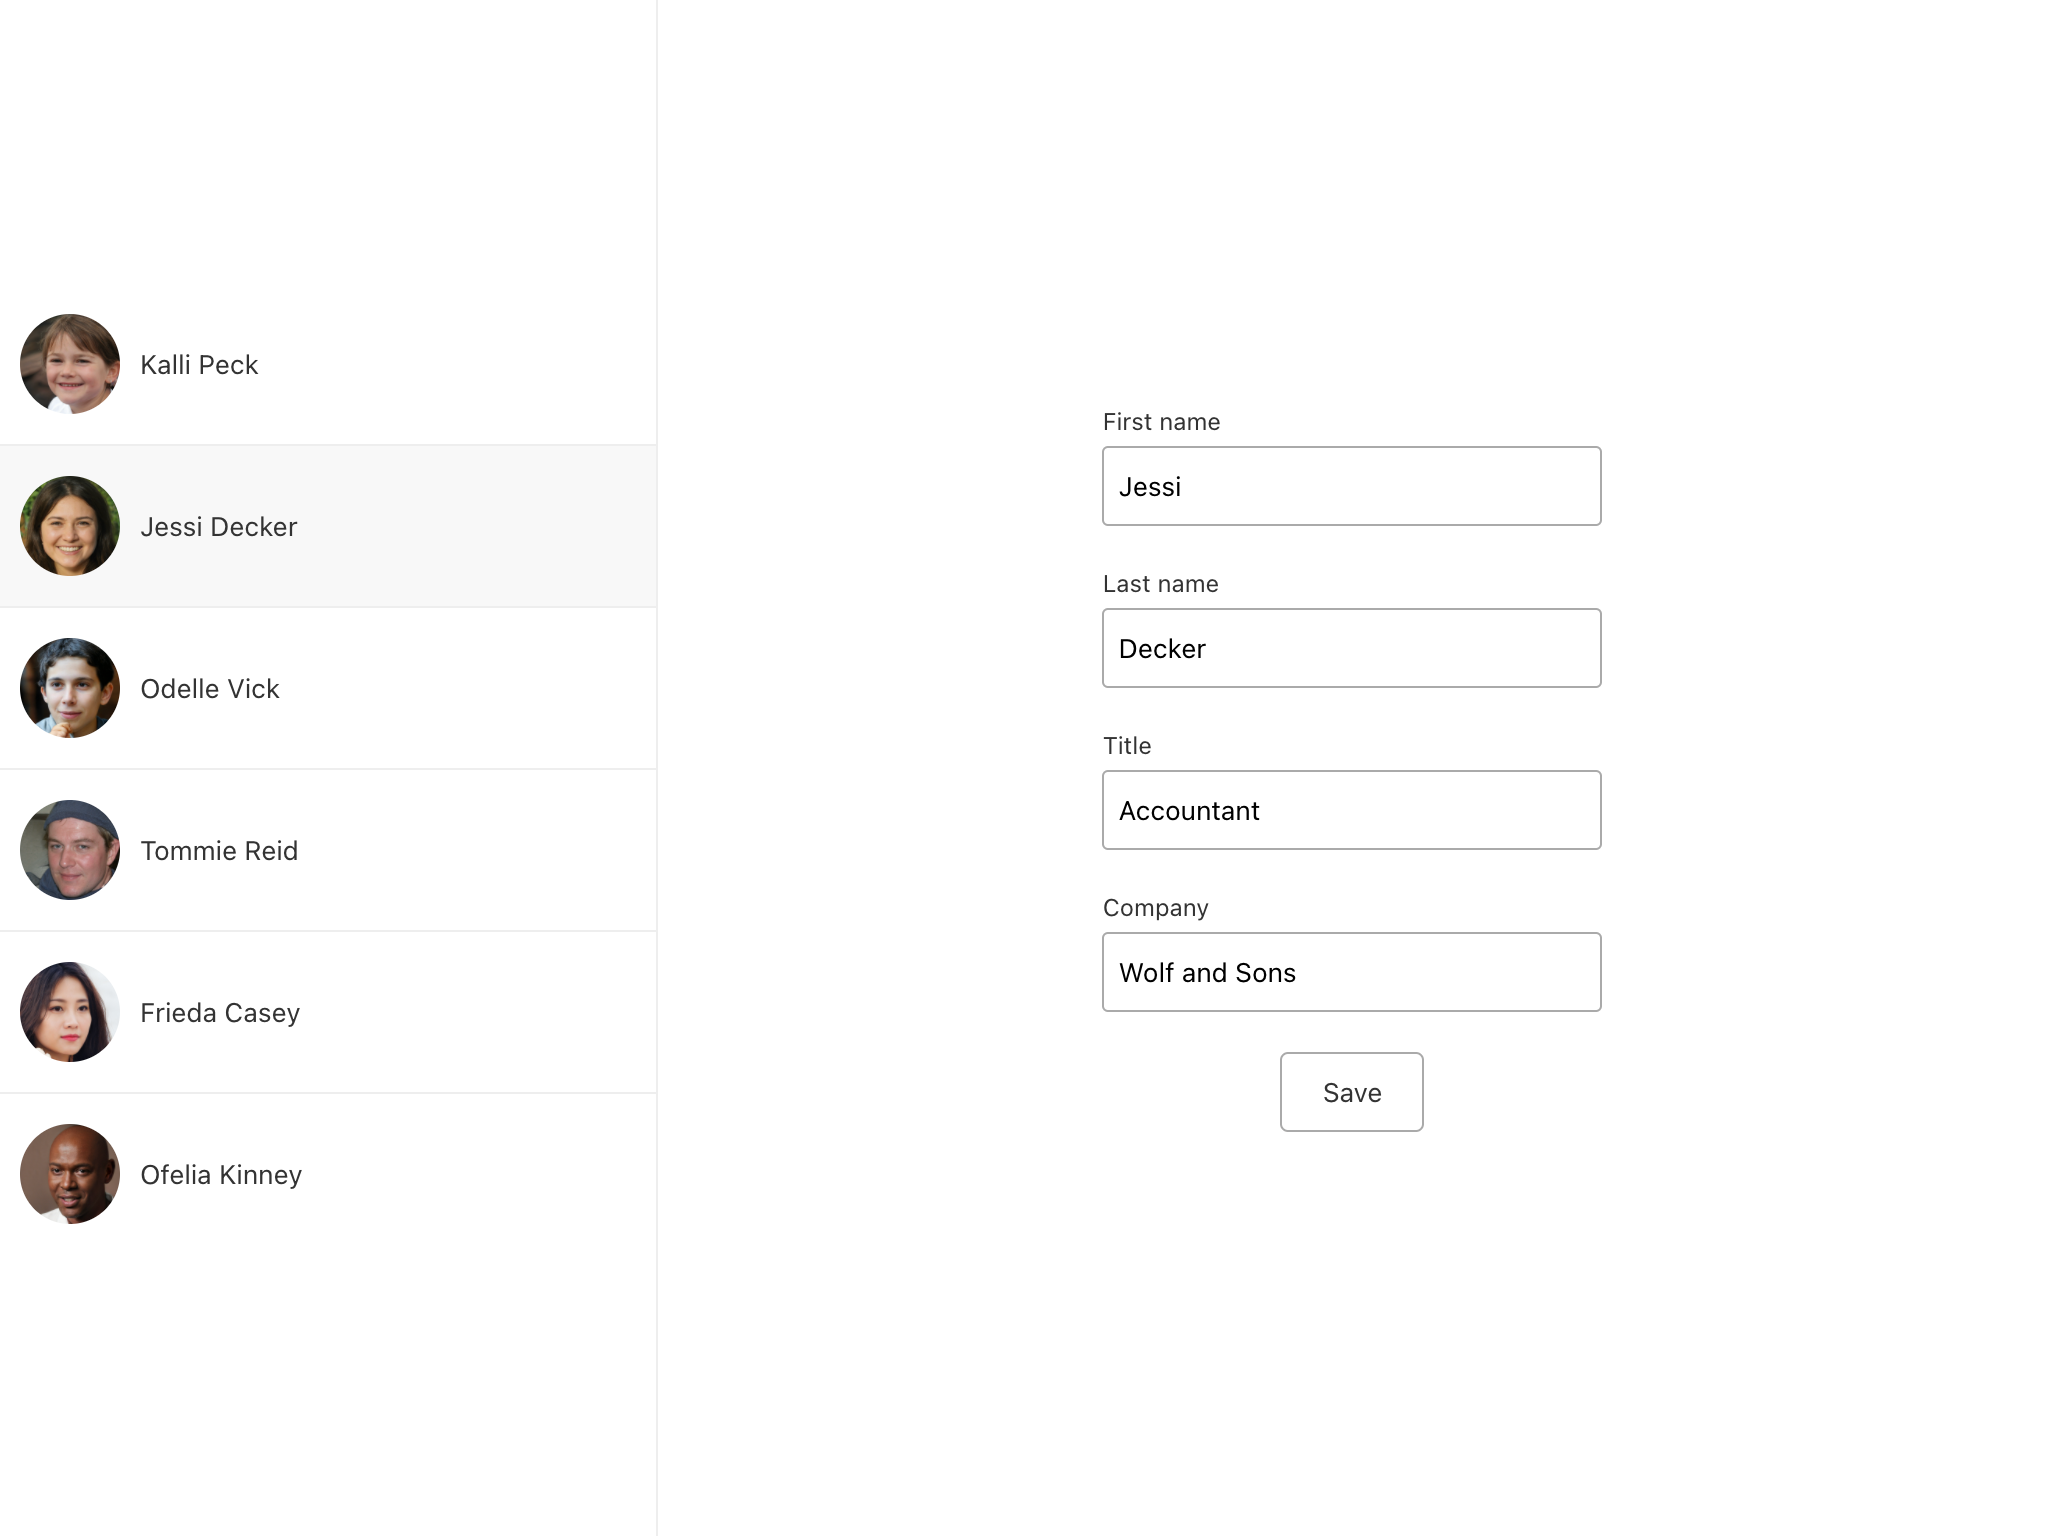 Kalli Peck
Jessi Decker
Odelle Vick
Tommie Reid
Frieda Casey
Ofelia Kinney
First name
Jessi
Last name
Decker
Title
Accountant
Company
Wolf and Sons
Save